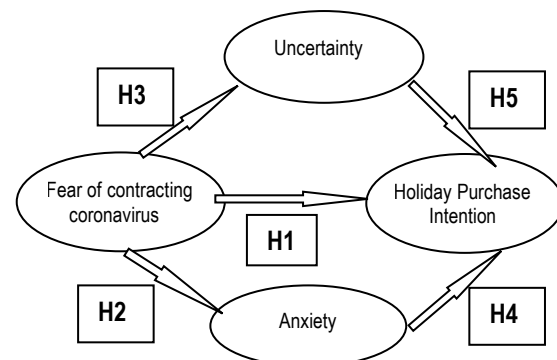 Uncertainty
H3
H5
Fear of contracting
coronavirus
Holiday Purchase
Intention
H1
H2
Anxiety
H4